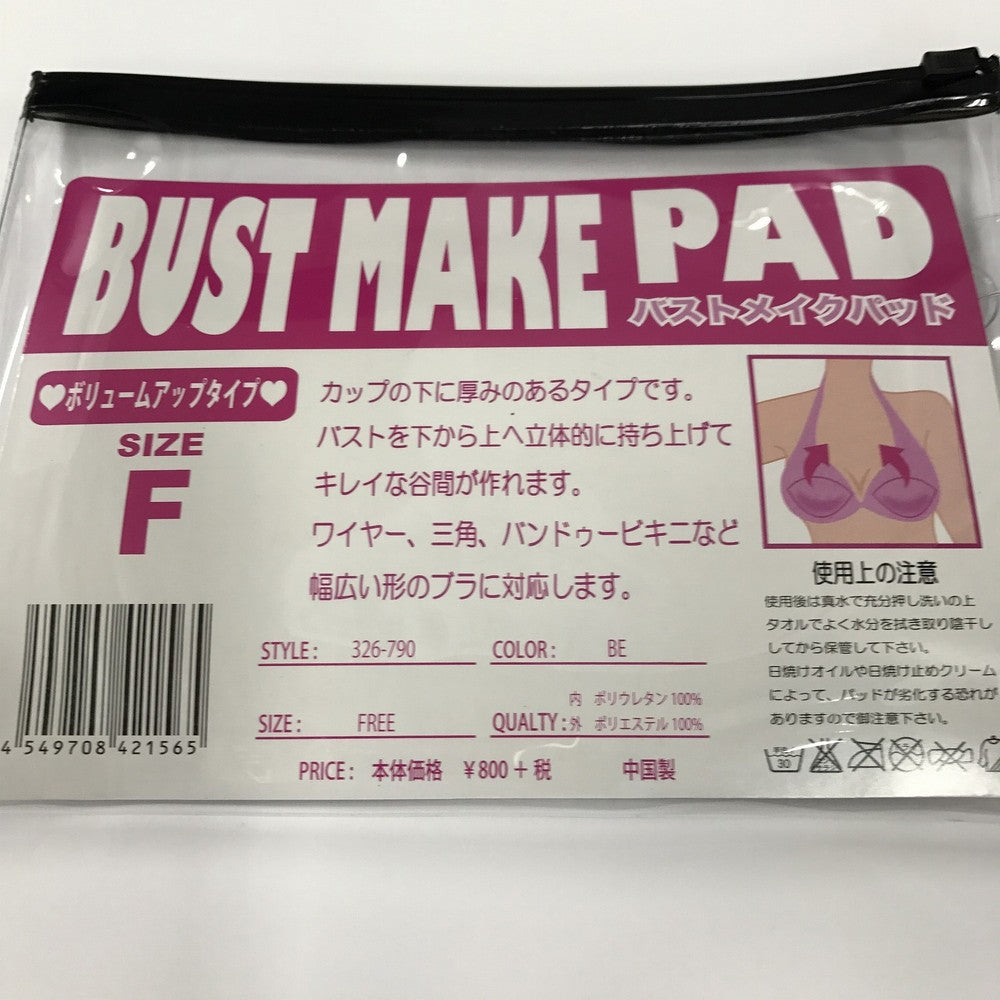 BUST MAKE PAD
バストメイクパッド
♥ボリュームアップタイプ♥
SIZE
F
カップの下に厚みのあるタイプです。
バストを下から上へ立体的に持ち上げて
キレイな谷間が作れます。
ワイヤー、三角、バンドゥービキニなど
幅広い形のブラに対応します。
STYLE: 326-790 COLOR: BE
SIZE: FREE QUALTY: 内 ポリウレタン100%
外 ポリエステル100%
PRICE: 本体価格 ¥800+税 中国製
4 549708 421565
使用上の注意
使用後は真水で充分押し洗いの上
タオルでよく水分を拭き取り陰干し
してから保管して下さい。
日焼けオイルや日焼け止めクリーム
によって、パッドが劣化する恐れが
ありますので御注意下さい。
30